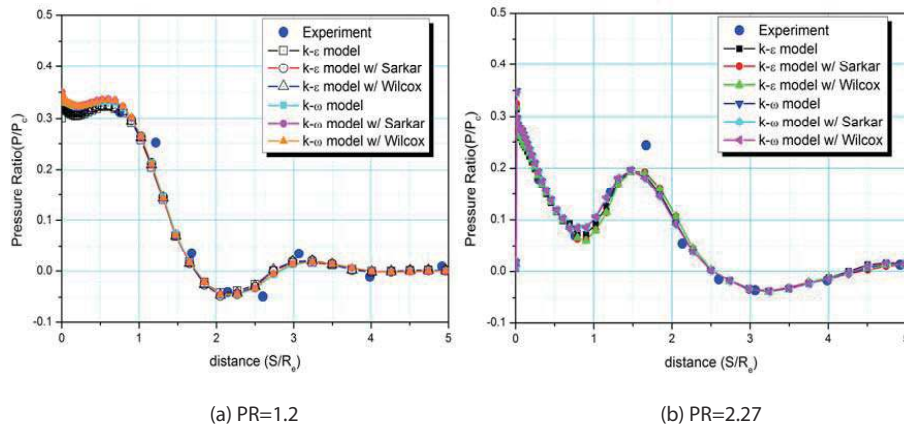 0.5
0.4
0.3
0.2
0.1
0.0
-0.1
Pressure Ratio(P/Pc)
Experiment
k-ε model
k-ε model w/ Sarkar
k-ε model w/ Wilcox
k-ω model
k-ω model w/ Sarkar
k-ω model w/ Wilcox
0 1 2 3 4 5
distance (S/Re)
(a) PR=1.2
0.5
0.4
0.3
0.2
0.1
0.0
-0.1
Pressure Ratio(P/Pc)
Experiment
k-ε model
k-ε model w/ Sarkar
k-ε model w/ Wilcox
k-ω model
k-ω model w/ Sarkar
k-ω model w/ Wilcox
0 1 2 3 4 5
distance (S/Re)
(b) PR=2.27